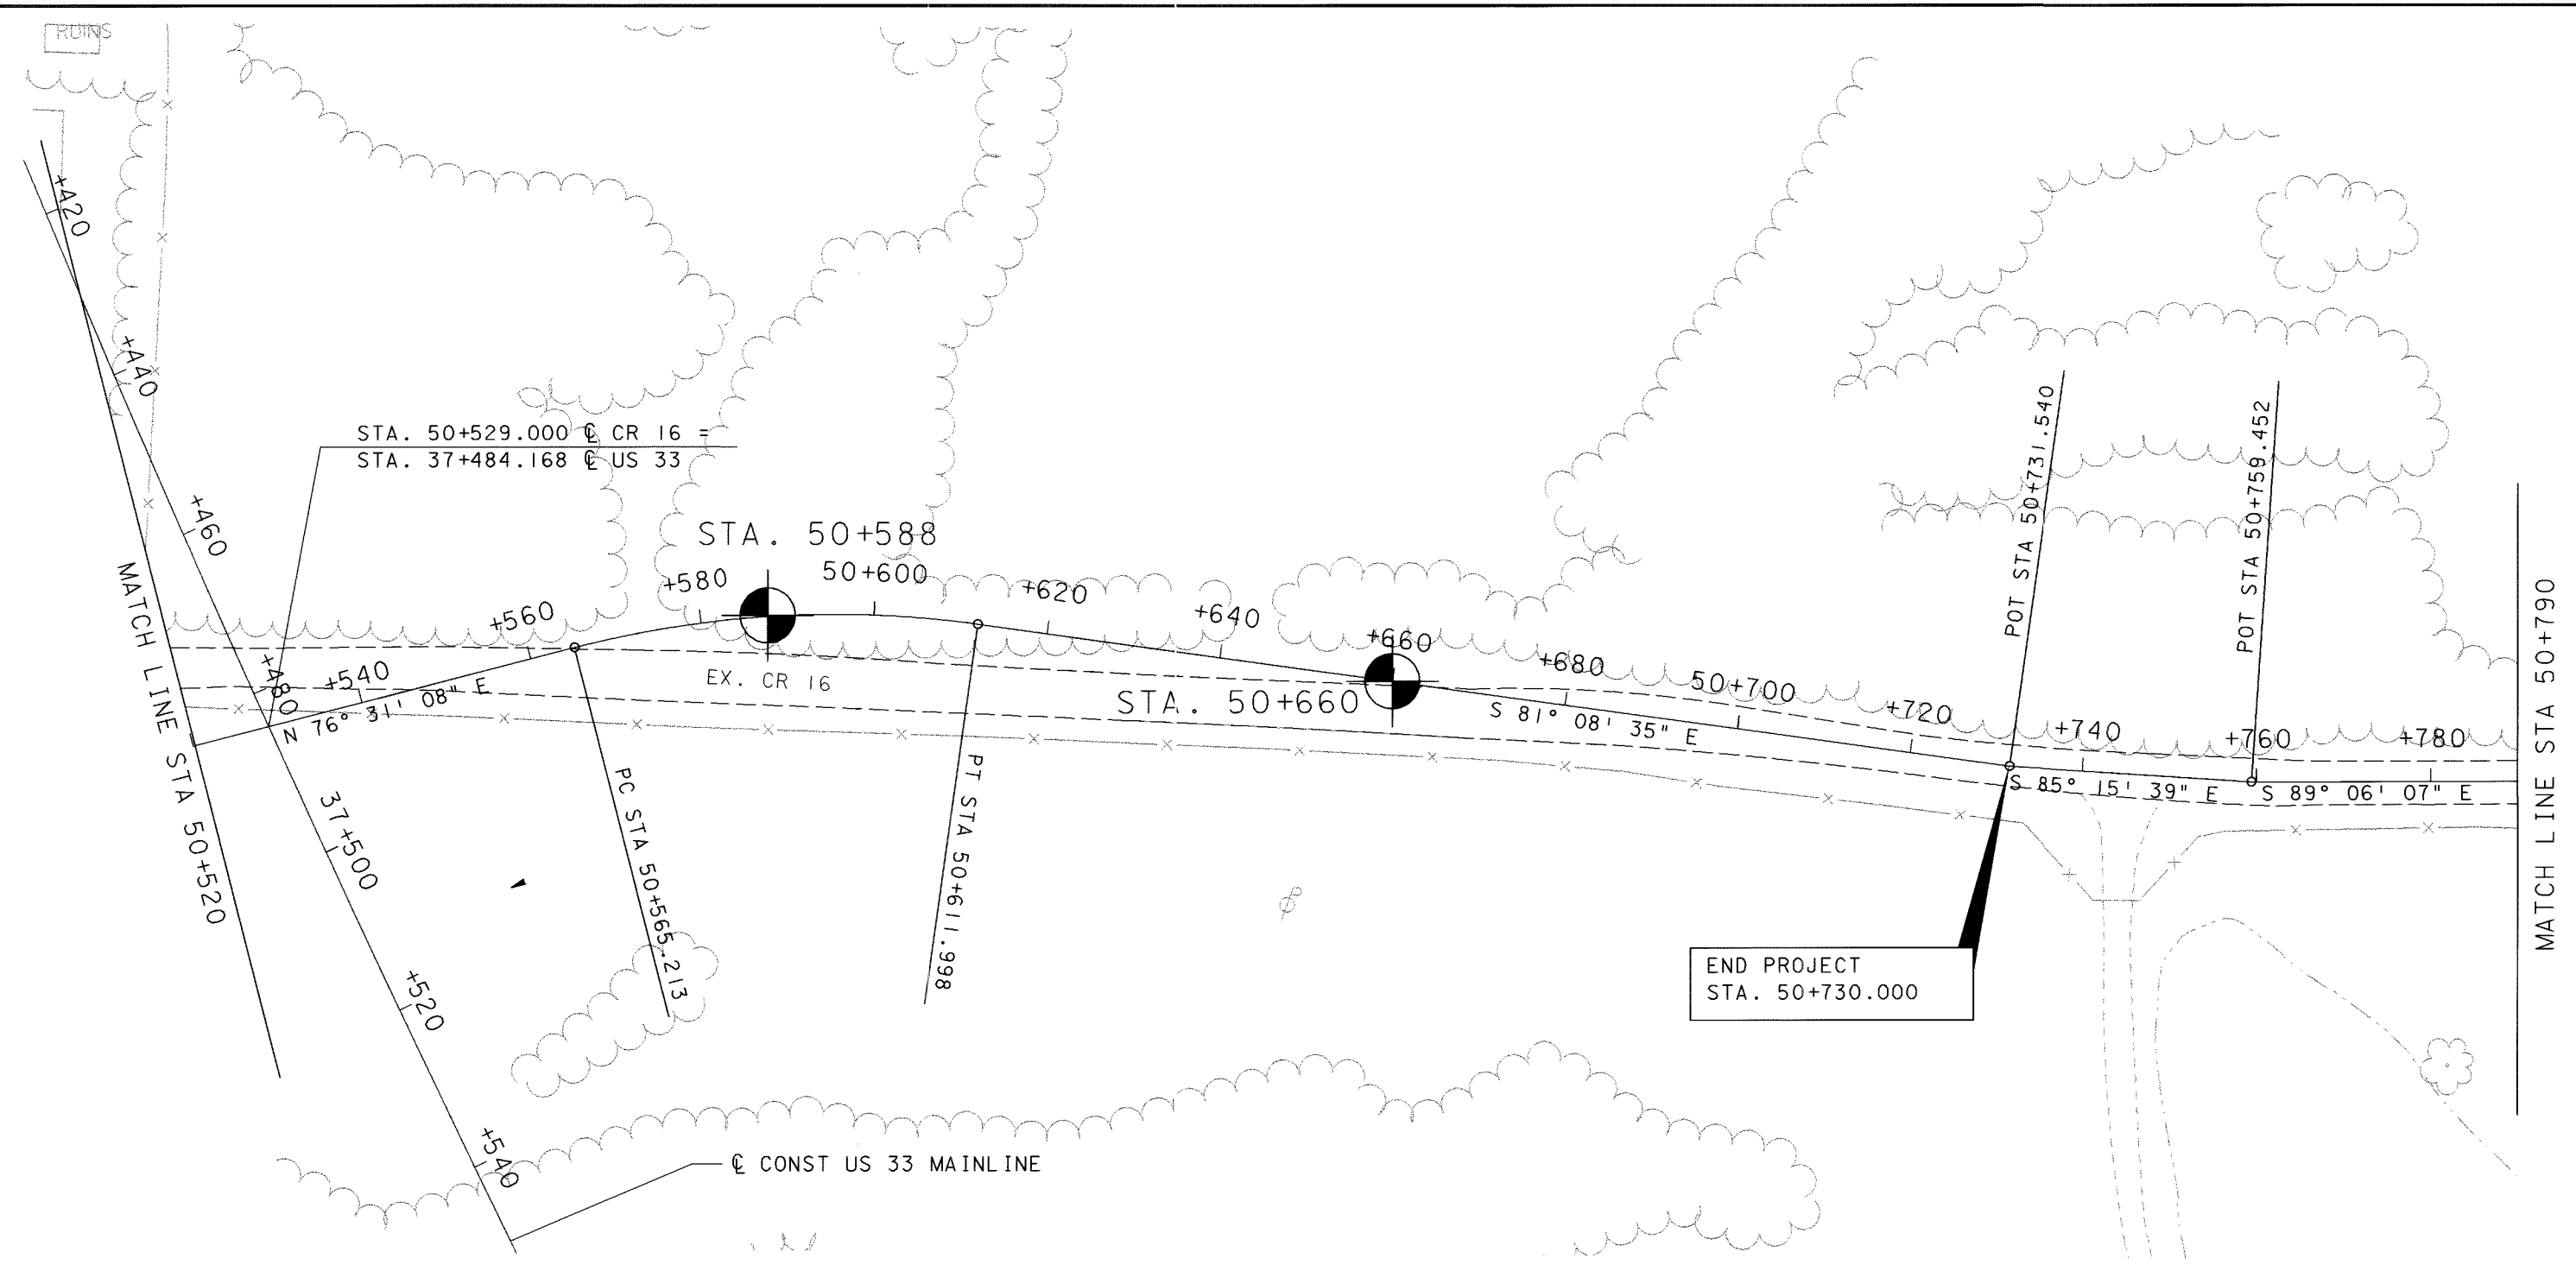 RUINS
+420
+440
STA. 50+529.000 ℄ CR 16 =
STA. 37+484.168 ℄ US 33
+460
+480
37+500
+520
+540
MATCH LINE STA 50+520
N 76° 31' 08" E
+540
+560
+580
STA. 50+588
50+600
+620
+640
+660
+680
50+700
+720
+740
+760
+780
EX. CR 16
STA. 50+660
S 81° 08' 35" E
S 85° 15' 39" E
S 89° 06' 07" E
PC STA 50+565.213
PT STA 50+611.998
POT STA 50+731.540
POT STA 50+759.452
MATCH LINE STA 50+790
END PROJECT
STA. 50+730.000
℄ CONST US 33 MAINLINE